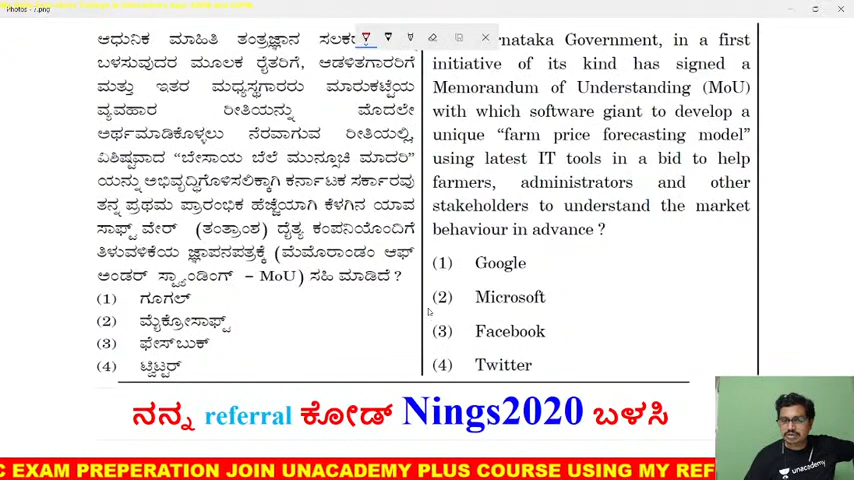 Photos - 7.png
ಆಧುನಿಕ ಮಾಹಿತಿ ತಂತ್ರಜ್ಞಾನ
ಬಳಸುವುದರ ಮೂಲಕ ರೈತರಿಗೆ, ಆಡಳಿತಗಾರರಿಗೆ
ಮತ್ತು ಇತರ ಮಧ್ಯಸ್ಥಗಾರರು ಮಾರುಕಟ್ಟೆಯ
ವ್ಯವಹಾರ ರೀತಿಯನ್ನು ಮೊದಲೇ
ಅರ್ಥಮಾಡಿಕೊಳ್ಳಲು ನೆರವಾಗುವ ರೀತಿಯಲ್ಲಿ,
ವಿಶಿಷ್ಟವಾದ “ಬೇಸಾಯ ಬೆಲೆ ಮುನ್ಸೂಚಿ ಮಾದರಿ”
ಯನ್ನು ಅಭಿವೃದ್ಧಿಗೊಳಿಸಲಿಕ್ಕಾಗಿ ಕರ್ನಾಟಕ ಸರ್ಕಾರವು
ತನ್ನ ಪ್ರಥಮ ಪ್ರಾರಂಭಿಕ ಹೆಜ್ಜೆಯಾಗಿ ಕೆಳಗಿನ ಯಾವ
ಸಾಫ್ಟ್‌ವೇರ್ (ತಂತ್ರಾಂಶ) ದೈತ್ಯ ಕಂಪನಿಯೊಂದಿಗೆ
ತಿಳುವಳಿಕೆಯ ಜ್ಞಾಪನಪತ್ರಕ್ಕೆ (ಮೆಮೊರಾಂಡಂ ಆಫ್
ಅಂಡರ್ ಸ್ಟ್ಯಾಂಡಿಂಗ್ – MoU) ಸಹಿ ಮಾಡಿದೆ ?
(1) ಗೂಗಲ್
(2) ಮೈಕ್ರೋಸಾಫ್ಟ್
(3) ಫೇಸ್‌ಬುಕ್
(4) ಟ್ವಿಟ್ಟರ್
rnataka Government, in a first
initiative of its kind has signed a
Memorandum of Understanding (MoU)
with which software giant to develop a
unique “farm price forecasting model”
using latest IT tools in a bid to help
farmers, administrators and other
stakeholders to understand the market
behaviour in advance ?
(1) Google
(2) Microsoft
(3) Facebook
(4) Twitter
ನನ್ನ referral ಕೋಡ್ Nings2020 ಬಳಸಿ
unacademy
C EXAM PREPERATION JOIN UNACADEMY PLUS COURSE USING MY REF